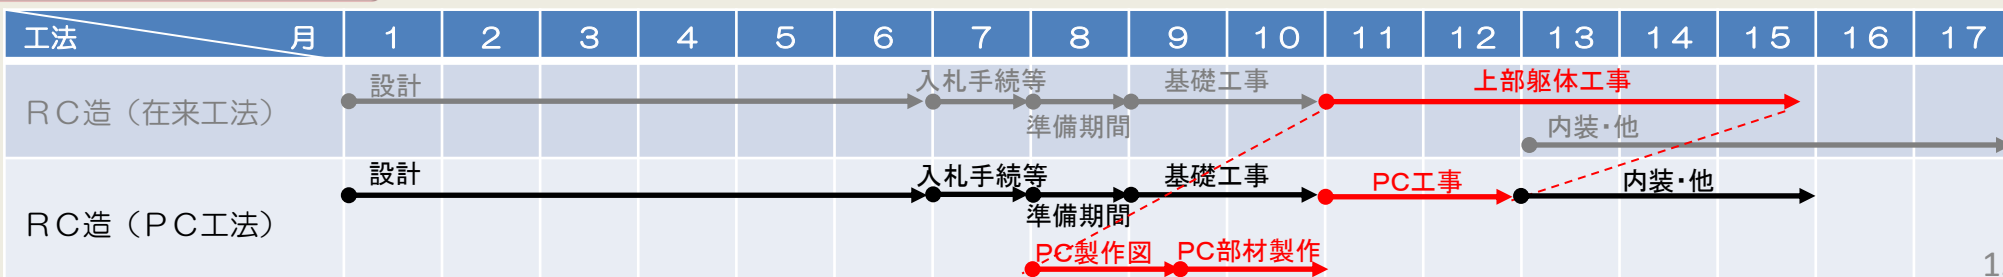 工法 月 1 2 3 4 5 6 7 8 9 10 11 12 13 14 15 16 17
設計 入札手続等 基礎工事 上部躯体工事
RC造(在来工法)
準備期間 内装・他
設計 入札手続等 基礎工事 PC工事 内装・他
RC造(PC工法)
準備期間
PC製作図 PC部材製作
1